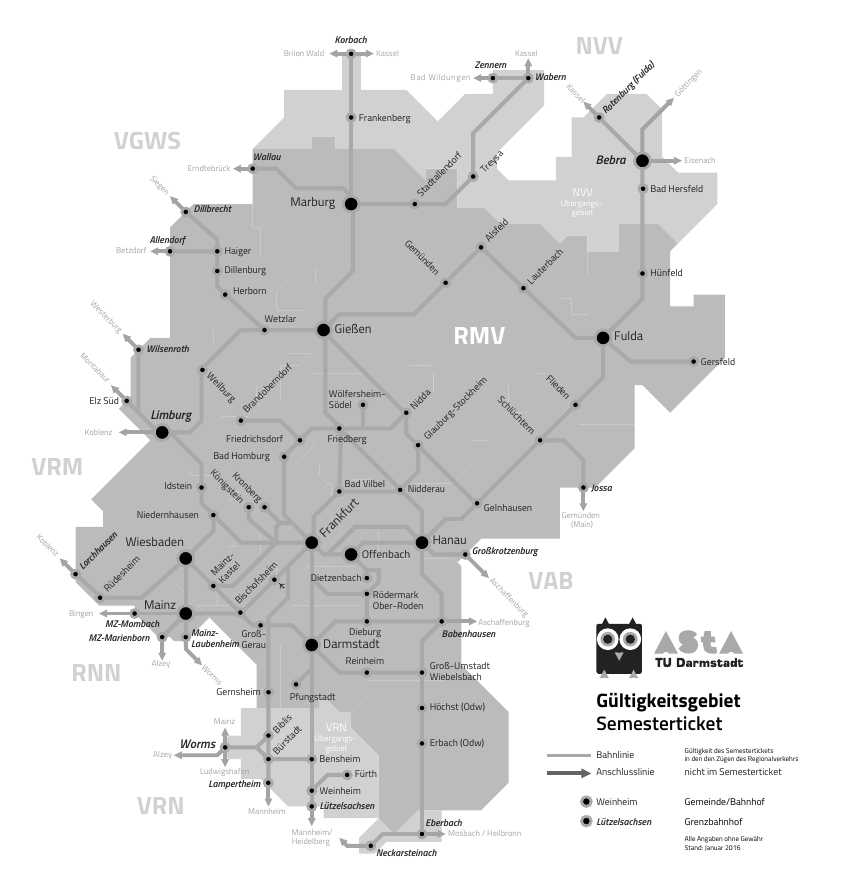 NVV
Korbach
Brilon Wald
Kassel
Kassel
Zennern
Bad Wildungen
Wabern
Rotenburg (Fulda)
Kassel
Göttingen
Frankenberg
VGWS
Wallau
Erndtebrück
Bebra
Eisenach
Stadtallendorf
Treysa
Bad Hersfeld
NVV
Übergangs-
gebiet
Siegen
Marburg
Dillbrecht
Allendorf
Betzdorf
Haiger
Dillenburg
Herborn
Gemünden
Alsfeld
Lauterbach
Hünfeld
Westerburg
Wetzlar
Gießen
RMV
Fulda
Wilsenroth
Gersfeld
Montabaur
Weilburg
Brandoberndorf
Wölfersheim-
Södel
Nidda
Glauburg-Stockheim
Flieden
Schlüchtern
Elz Süd
Limburg
Koblenz
Friedrichsdorf
Friedberg
Bad Homburg
VRM
Idstein
Königstein
Kronberg
Bad Vilbel
Nidderau
Jossa
Gemünden
(Main)
Niedernhausen
Frankfurt
Gelnhausen
Koblenz
Lorchhausen
Wiesbaden
Offenbach
Hanau
Großkrotzenburg
Rüdesheim
Mainz-
Kastel
Bischofsheim
Dietzenbach
VAB
Aschaffenburg
Mainz
Rödermark
Ober-Roden
Bingen
MZ-Mombach
MZ-Marienborn
Mainz-
Laubenheim
Groß-
Gerau
Dieburg
Babenhausen
Aschaffenburg
Darmstadt
Alzey
Worms
RNN
Reinheim
Groß-Umstadt
Wiebelsbach
Gernsheim
Pfungstadt
Höchst (Odw)
Mainz
Biblis
VRN
Übergangs-
gebiet
Worms
Bürstadt
Erbach (Odw)
Alzey
Bensheim
Ludwigshafen
Lampertheim
Fürth
Weinheim
VRN
Mannheim
Lützelsachsen
Mannheim/
Heidelberg
Eberbach
Mosbach / Heilbronn
Neckarsteinach
AStA
TU Darmstadt
Gültigkeitsgebiet
Semesterticket
Bahnlinie
Gültigkeit des Semestertickets
in den den Zügen des Regionalverkehrs
Anschlusslinie
nicht im Semesterticket
Weinheim
Gemeinde/Bahnhof
Lützelsachsen
Grenzbahnhof
Alle Angaben ohne Gewähr
Stand: Januar 2016